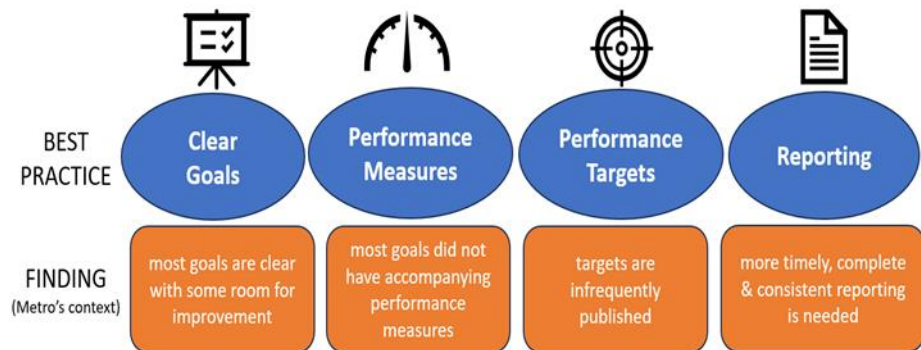 BEST
PRACTICE
Clear
Goals
Performance
Measures
Performance
Targets
Reporting
FINDING
(Metro's context)
most goals are clear
with some room for
improvement
most goals did not
have accompanying
performance
measures
targets are
infrequently
published
more timely, complete
& consistent reporting
is needed